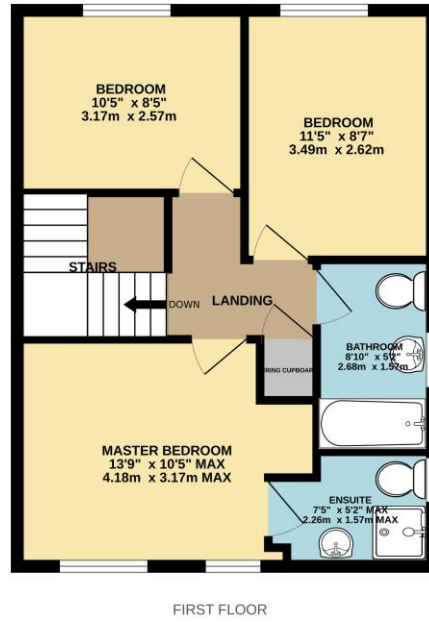 BEDROOM
10'5" x 8'5"
3.17m x 2.57m
BEDROOM
11'5" x 8'7"
3.49m x 2.62m
STAIRS
DOWN
LANDING
BATHROOM
8'10" x 5'2"
2.68m x 1.57m
RING CUPBOAR
MASTER BEDROOM
13'9" x 10'5" MAX
4.18m x 3.17m MAX
ENSUITE
7'5" x 5'2" MAX
2.26m x 1.57m MAX
FIRST FLOOR